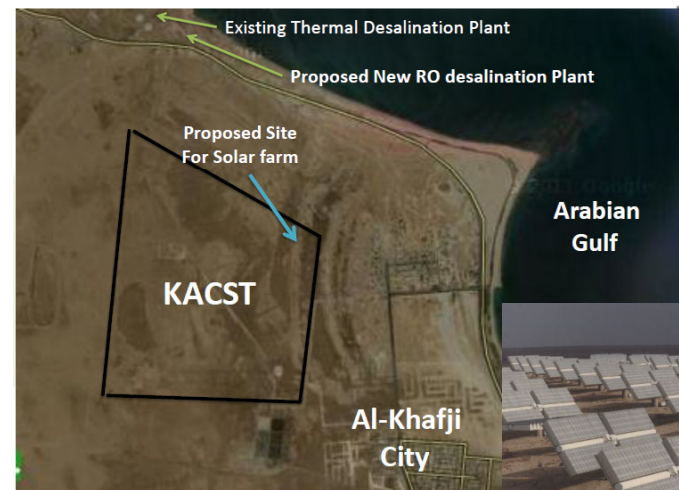 Existing Thermal Desalination Plant
Proposed New RO desalination Plant
Proposed Site
For Solar farm
Arabian
Gulf
KACST
Al-Khafji
City